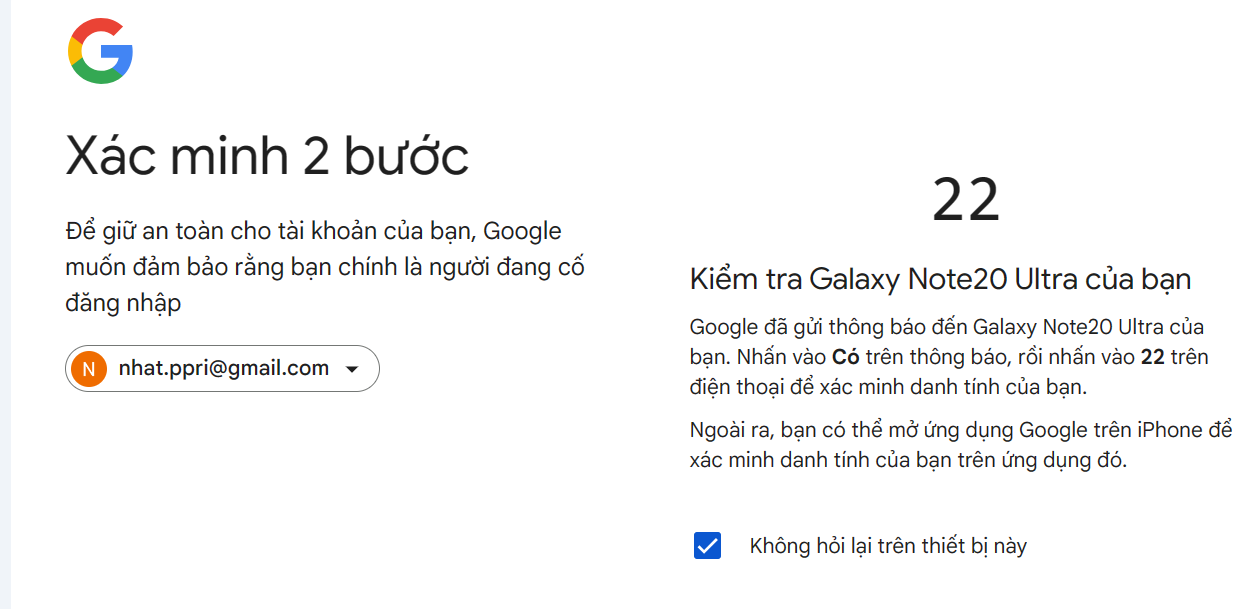 Xác minh 2 bước
Để giữ an toàn cho tài khoản của bạn, Google
muốn đảm bảo rằng bạn chính là người đang cố
đăng nhập
N nhat.ppri@gmail.com
22
Kiểm tra Galaxy Note20 Ultra của bạn
Google đã gửi thông báo đến Galaxy Note20 Ultra của
bạn. Nhấn vào Có trên thông báo, rồi nhấn vào 22 trên
điện thoại để xác minh danh tính của bạn.
Ngoài ra, bạn có thể mở ứng dụng Google trên iPhone để
xác minh danh tính của bạn trên ứng dụng đó.
Không hỏi lại trên thiết bị này